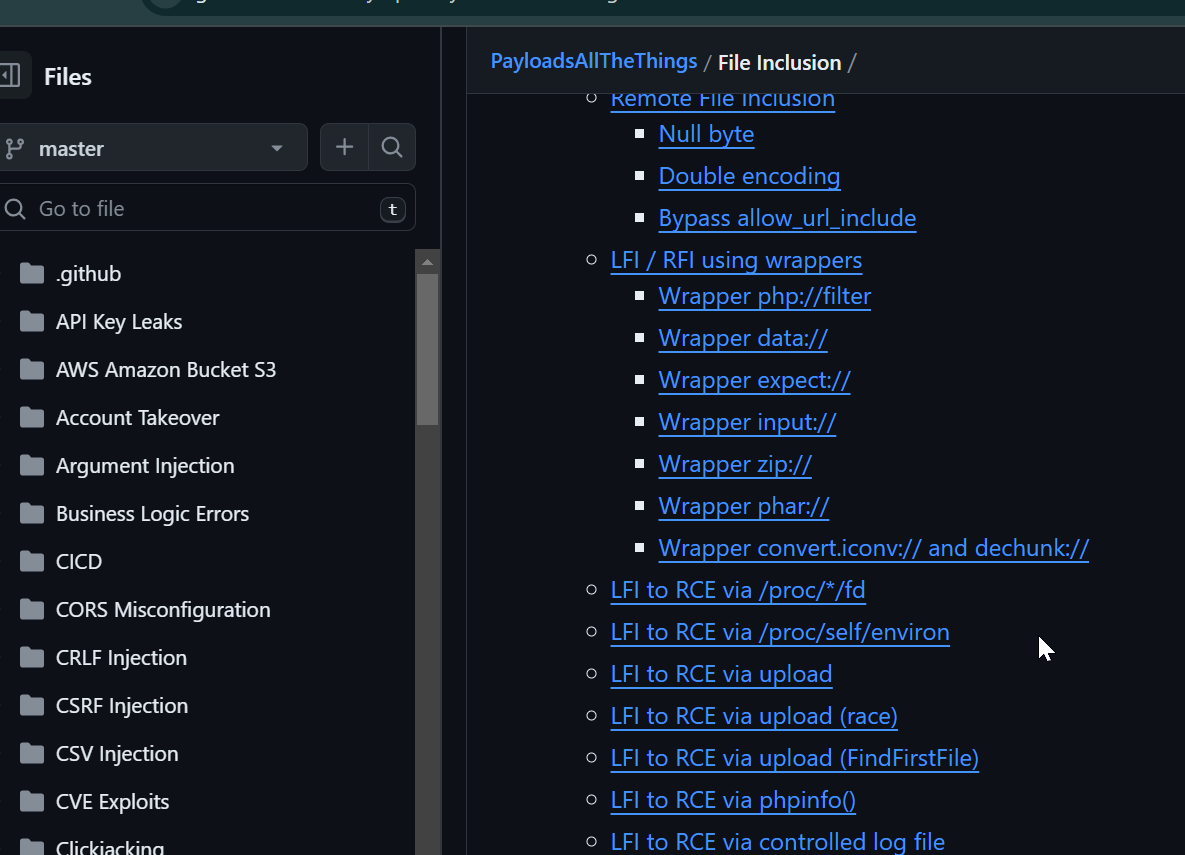 Files
master
Go to file
t
.github
API Key Leaks
AWS Amazon Bucket S3
Account Takeover
Argument Injection
Business Logic Errors
CICD
CORS Misconfiguration
CRLF Injection
CSRF Injection
CSV Injection
CVE Exploits
Clickjacking
PayloadsAllTheThings / File Inclusion /
Remote File Inclusion
Null byte
Double encoding
Bypass allow_url_include
LFI / RFI using wrappers
Wrapper php://filter
Wrapper data://
Wrapper expect://
Wrapper input://
Wrapper zip://
Wrapper phar://
Wrapper convert.iconv:// and dechunk://
LFI to RCE via /proc/*/fd
LFI to RCE via /proc/self/environ
LFI to RCE via upload
LFI to RCE via upload (race)
LFI to RCE via upload (FindFirstFile)
LFI to RCE via phpinfo()
LFI to RCE via controlled log file